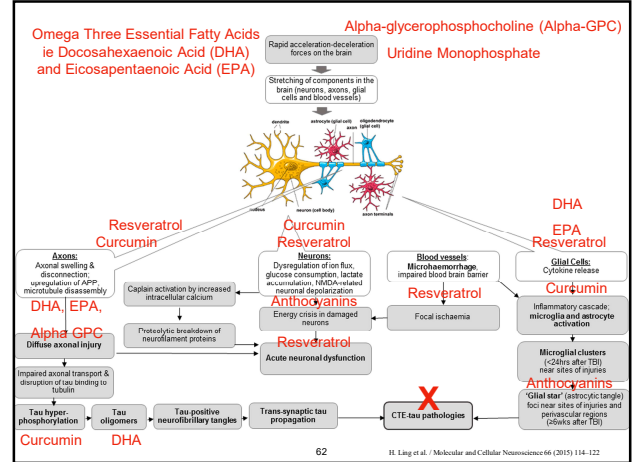 Omega Three Essential Fatty Acids
ie Docosahexaenoic Acid (DHA)
and Eicosapentaenoic Acid (EPA)
Alpha-glycerophosphocholine (Alpha-GPC)
Uridine Monophosphate
Rapid acceleration-deceleration
forces on the brain
Stretching of components in the
brain (neurons, axons, glial
cells and blood vessels)
dendrite
astrocyte (glial cell)
oligodendrocyte
(glial cell)
axon
nucleus
neuron (cell body)
axon terminals
Resveratrol
Curcumin
Curcumin
Resveratrol
DHA
EPA
Resveratrol
Axons:
Axonal swelling &
disconnection;
upregulation of APP,
microtubule disassembly
Neurons:
Dysregulation of ion flux,
glucose consumption, lactate
accumulation, NMDA-related
neuronal depolarization
Blood vessels:
Microhaemorrhage,
impaired blood brain barrier
Glial Cells:
Cytokine release
DHA, EPA,
Alpha GPC
Caplain activation by increased
intracellular calcium
Anthocyanins
Resveratrol
Curcumin
Energy crisis in damaged
neurons
Focal ischaemia
Inflammatory cascade;
microglia and astrocyte
activation
Proteolytic breakdown of
neurofilament proteins
Resveratrol
Diffuse axonal injury
Acute neuronal dysfunction
Microglial clusters
(<24hrs after TBI)
near sites of injuries
Impaired axonal transport &
disruption of tau binding to
tubulin
Anthocyanins
'Glial star' (astrocytic tangle)
foci near sites of injuries and
perivascular regions
(≥6wks after TBI)
X
Tau hyper-
phosphorylation
Tau
oligomers
Tau-positive
neurofibrillary tangles
Trans-synaptic tau
propagation
CTE-tau pathologies
Curcumin
DHA
62
H. Ling et al. / Molecular and Cellular Neuroscience 66 (2015) 114–122